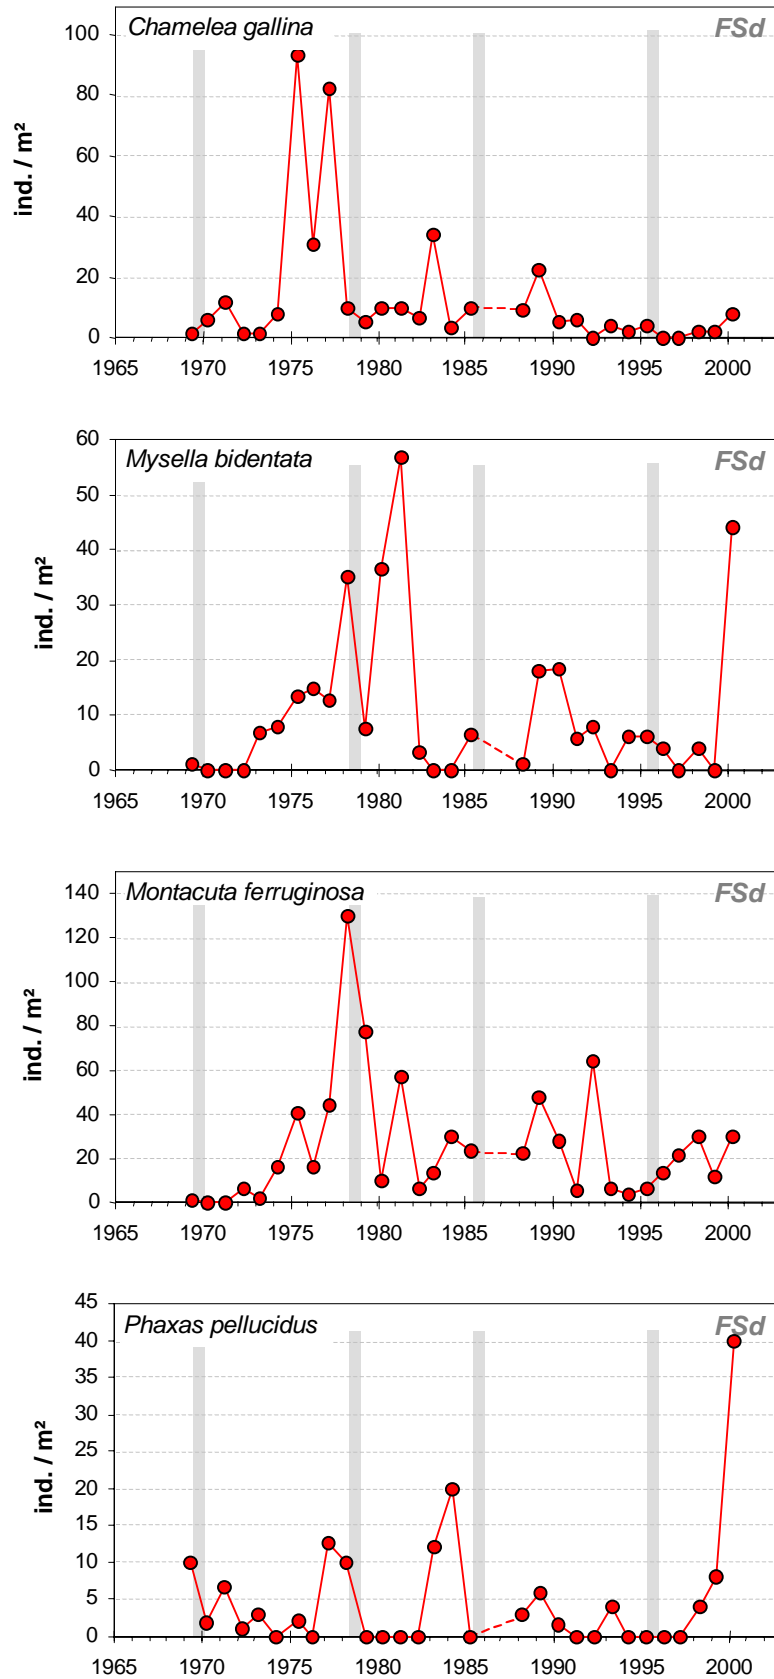 Chamelea gallina FSd
100
80
60
40
20
0
ind. / m²
1965 1970 1975 1980 1985 1990 1995 2000
Mysella bidentata FSd
60
50
40
30
20
10
0
ind. / m²
1965 1970 1975 1980 1985 1990 1995 2000
Montacuta ferruginosa FSd
140
120
100
80
60
40
20
0
ind. / m²
1965 1970 1975 1980 1985 1990 1995 2000
Phaxas pellucidus FSd
45
40
35
30
25
20
15
10
5
0
ind. / m²
1965 1970 1975 1980 1985 1990 1995 2000